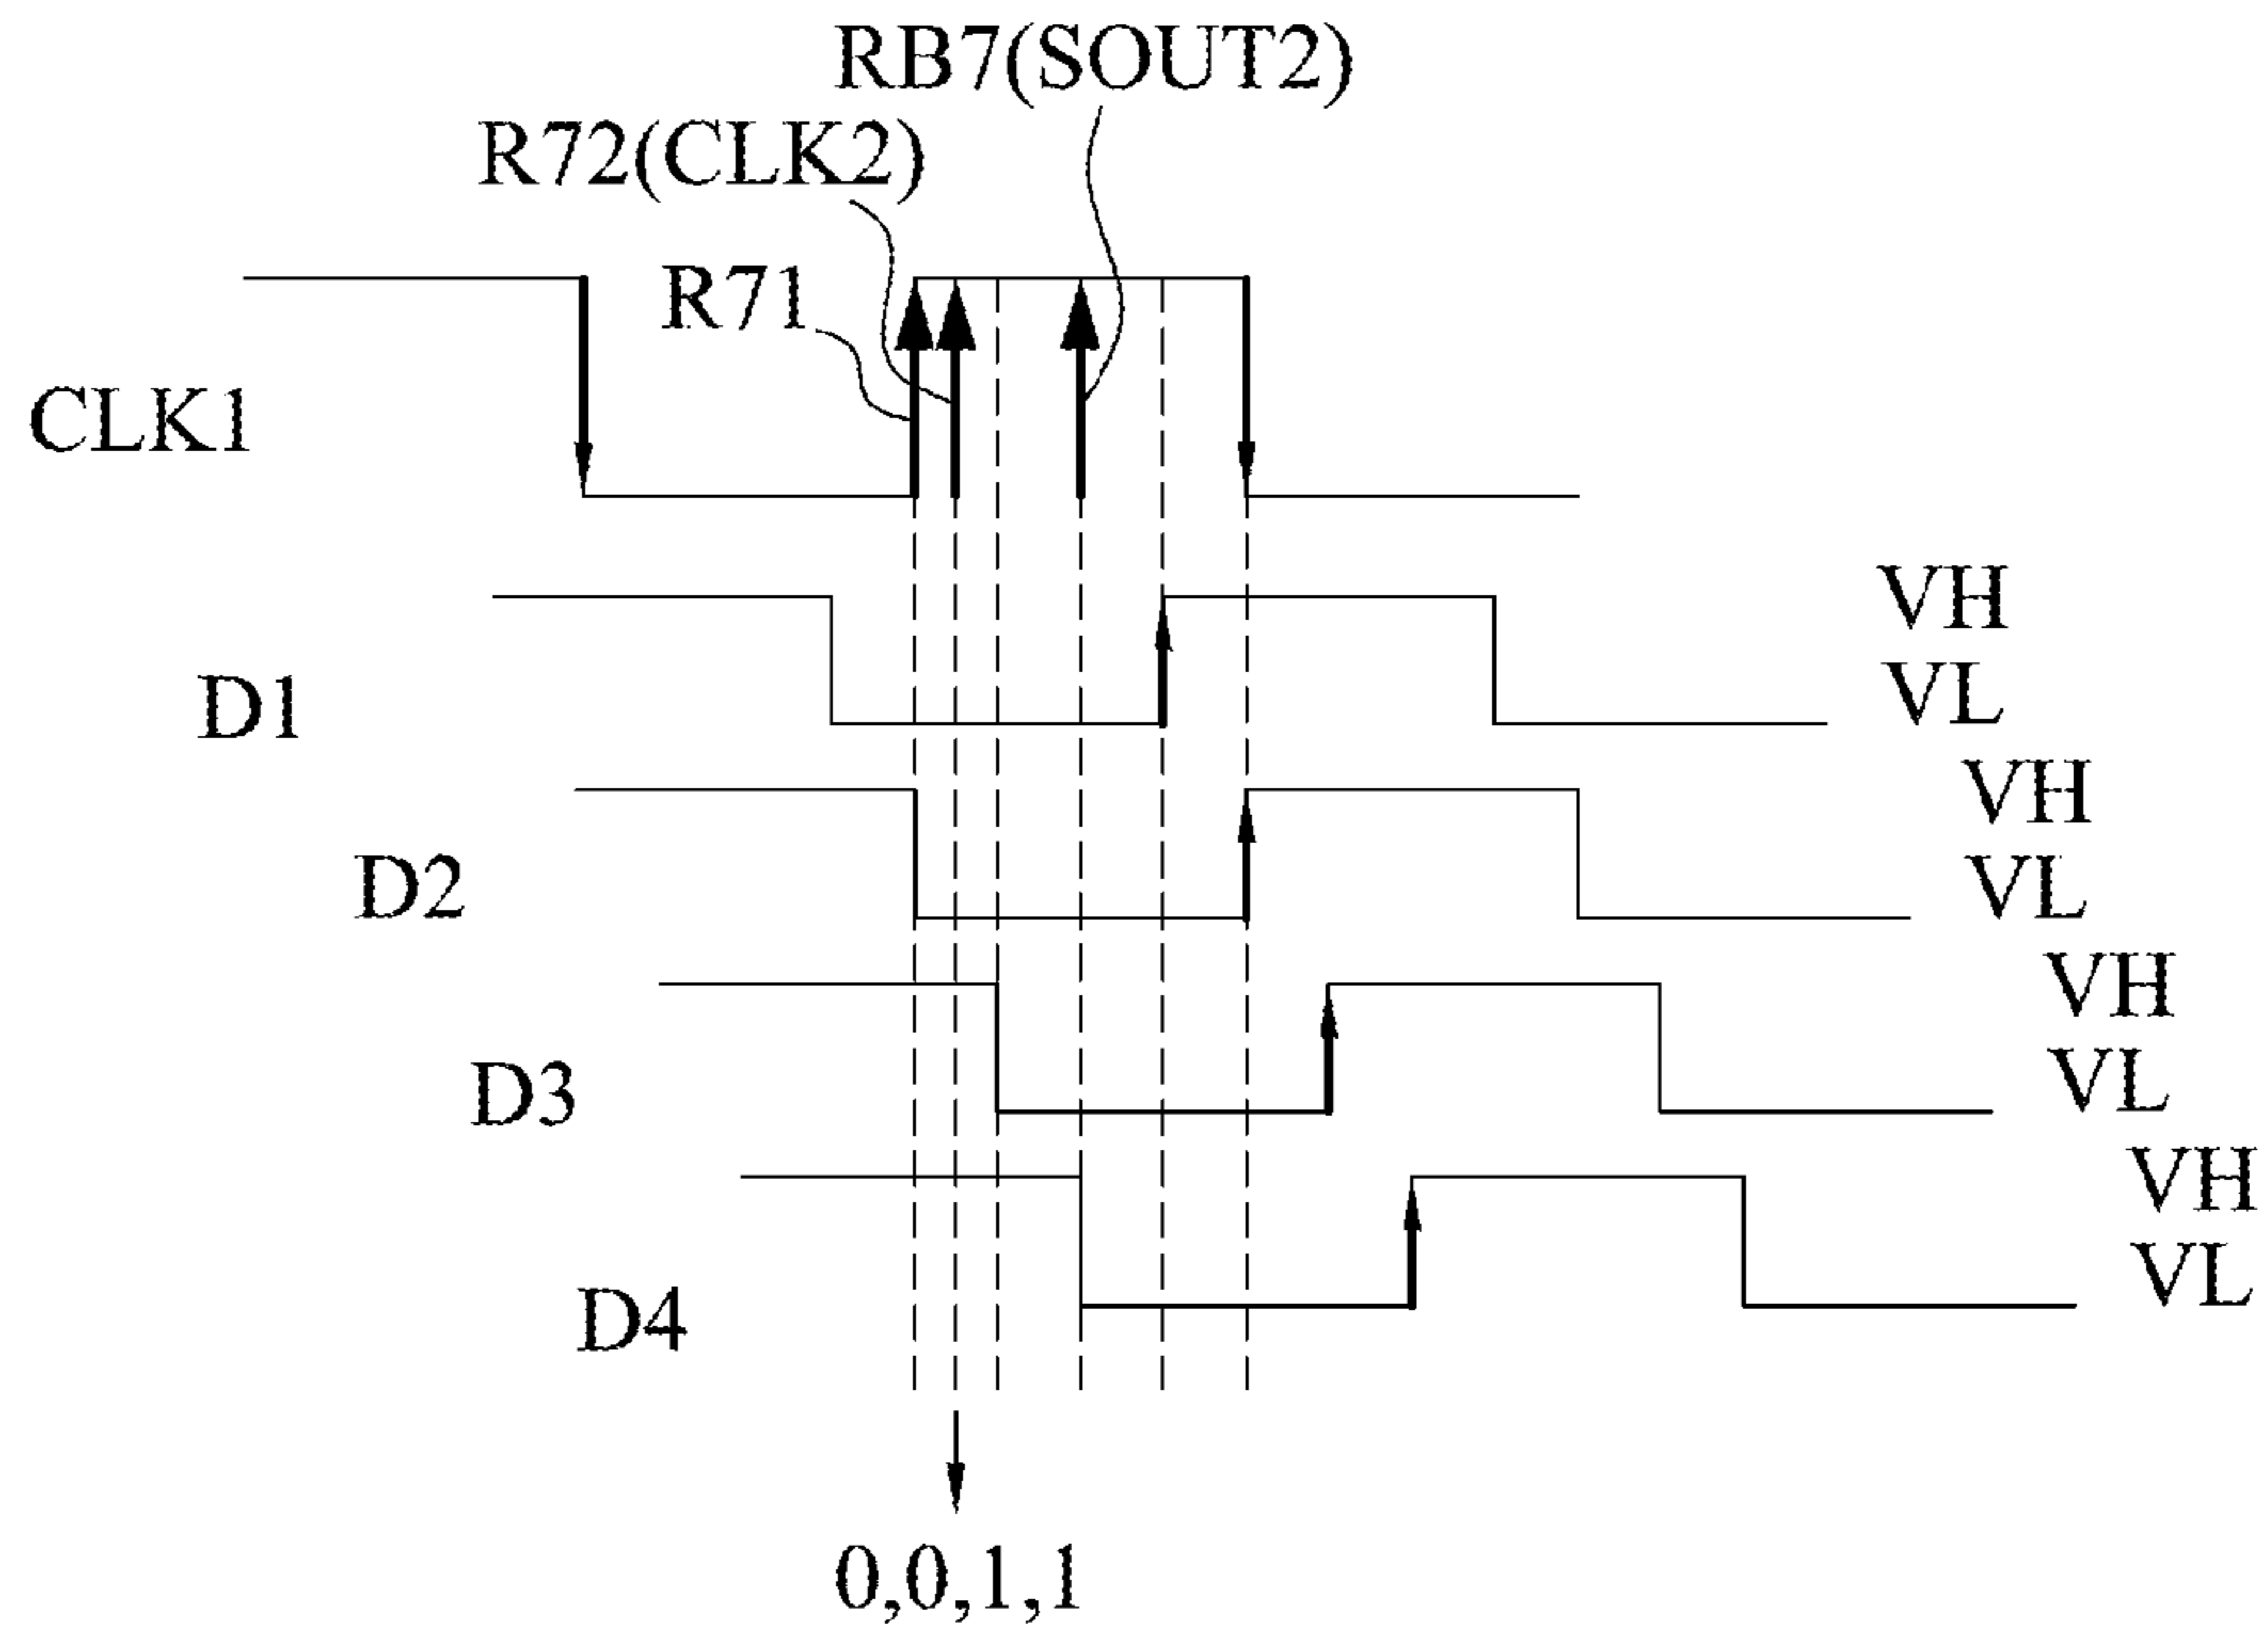 RB7(SOUT2)
R72(CLK2)
R71
CLK1
VH
D1
VL
VH
D2
VL
VH
D3
VL
VH
D4
VL
0,0,1,1